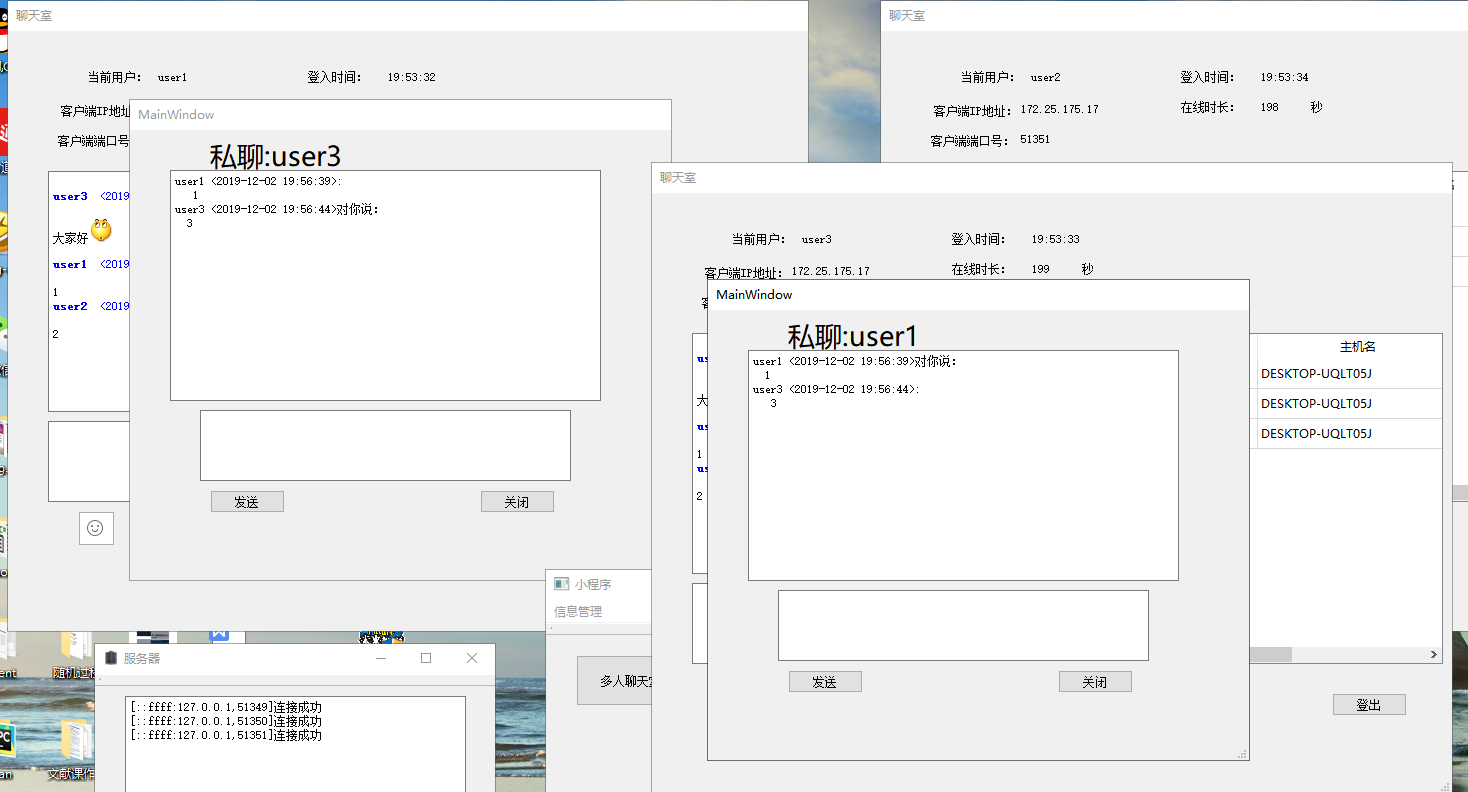 聊天室
当前用户： user1
登入时间： 19:53:32
客户端IP地址
客户端端口号
user3 <2019
大家好
user1 <2019
1
user2 <2019
2
MainWindow
私聊:user3
user1 <2019-12-02 19:56:39>:
1
user3 <2019-12-02 19:56:44>对你说:
3
发送
关闭
聊天室
当前用户： user2
登入时间： 19:53:34
客户端IP地址： 172.25.175.17
在线时长： 198 秒
客户端端口号： 51351
聊天室
当前用户： user3
登入时间： 19:53:33
客户端IP地址： 172.25.175.17
在线时长： 199 秒
us
大
us
1
us
2
主机名
DESKTOP-UQLT05J
DESKTOP-UQLT05J
DESKTOP-UQLT05J
登出
MainWindow
私聊:user1
user1 <2019-12-02 19:56:39>对你说:
1
user3 <2019-12-02 19:56:44>:
3
发送
关闭
小程序
信息管理
多人聊天
服务器
[::ffff:127.0.0.1,51349]连接成功
[::ffff:127.0.0.1,51350]连接成功
[::ffff:127.0.0.1,51351]连接成功
随机过
文献课作